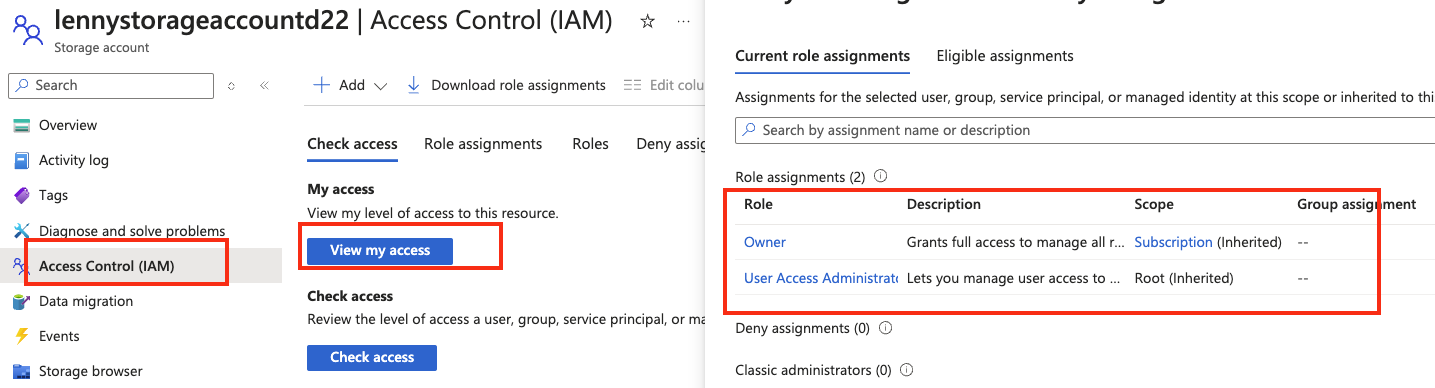 lennystorageaccountd22 | Access Control (IAM) ☆ ...
Storage account
Search
Overview
Activity log
Tags
Diagnose and solve problems
Access Control (IAM)
Data migration
Events
Storage browser
Add
Download role assignments
Edit colu
Check access
Role assignments
Roles
Deny assig
My access
View my level of access to this resource.
View my access
Check access
Review the level of access a user, group, service principal, or ma
Check access
Current role assignments
Eligible assignments
Assignments for the selected user, group, service principal, or managed identity at this scope or inherited to thi
Search by assignment name or description
Role assignments (2)
Role Description Scope Group assignment
Owner Grants full access to manage all r... Subscription (Inherited) --
User Access Administrato Lets you manage user access to ... Root (Inherited) --
Deny assignments (0)
Classic administrators (0)